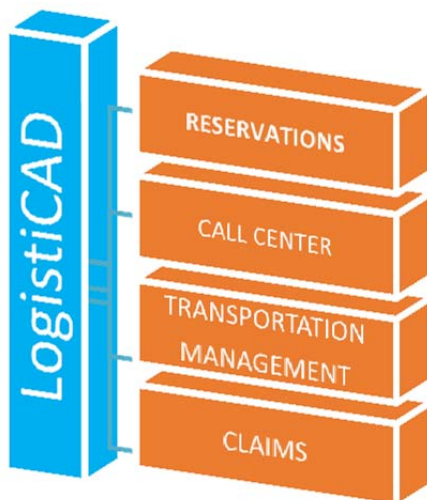 LogistiCAD
RESERVATIONS
CALL CENTER
TRANSPORTATION
MANAGEMENT
CLAIMS